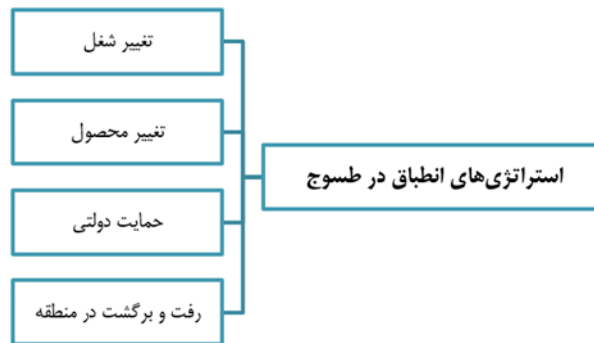 استراتژی‌های انطباق در طسوج
تغییر شغل
تغییر محصول
حمایت دولتی
رفت و برگشت در منطقه